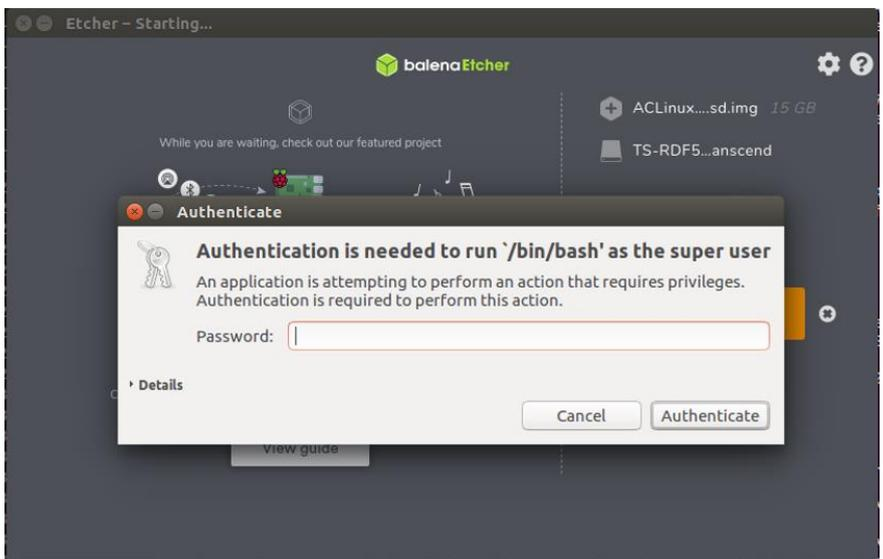 Etcher – Starting...
balenaEtcher
While you are waiting, check out our featured project
ACLinux....sd.img 15 GB
TS-RDF5...anscend
Authenticate
Authentication is needed to run `/bin/bash' as the super user
An application is attempting to perform an action that requires privileges.
Authentication is required to perform this action.
Password:
Details
Cancel
Authenticate
View guide